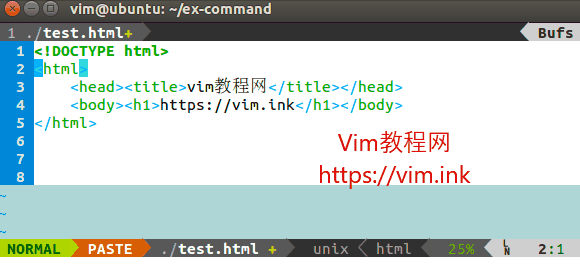 vim@ubuntu: ~/ex-command
1 ./test.html+ Bufs
1 <!DOCTYPE html>
2 <html>
3 <head><title>vim教程网</title></head>
4 <body><h1>https://vim.ink</h1></body>
5 </html>
6
7
8
Vim教程网
https://vim.ink
~
~
~
NORMAL PASTE ./test.html + unix html 25% LN 2:1